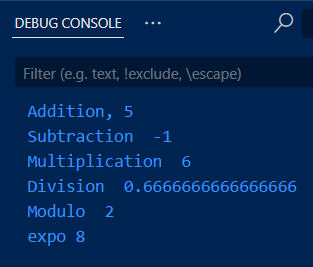 DEBUG CONSOLE ...
Filter (e.g. text, !exclude, \escape)
Addition, 5
Subtraction  -1
Multiplication  6
Division  0.6666666666666666
Modulo  2
expo 8